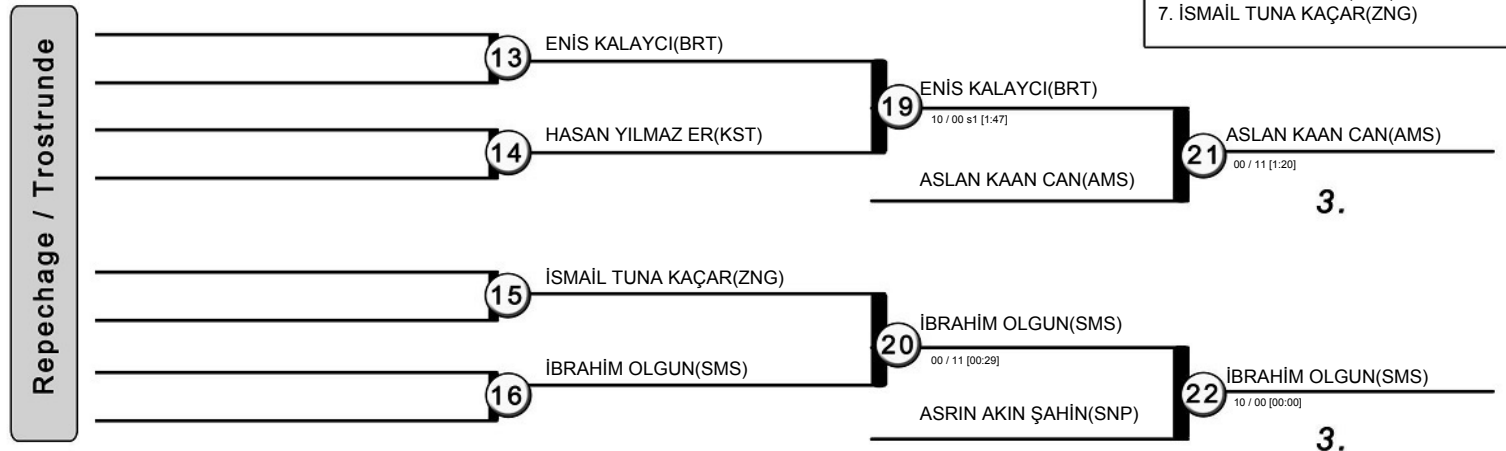 7. İSMAİL TUNA KAÇAR(ZNG)
Repechage / Trostrunde
13
ENİS KALAYCI(BRT)
14
HASAN YILMAZ ER(KST)
19
ENİS KALAYCI(BRT)
10 / 00 s1 [1:47]
ASLAN KAAN CAN(AMS)
21
ASLAN KAAN CAN(AMS)
00 / 11 [1:20]
3.
15
İSMAİL TUNA KAÇAR(ZNG)
16
İBRAHİM OLGUN(SMS)
20
İBRAHİM OLGUN(SMS)
00 / 11 [00:29]
ASRIN AKIN ŞAHİN(SNP)
22
İBRAHİM OLGUN(SMS)
10 / 00 [00:00]
3.